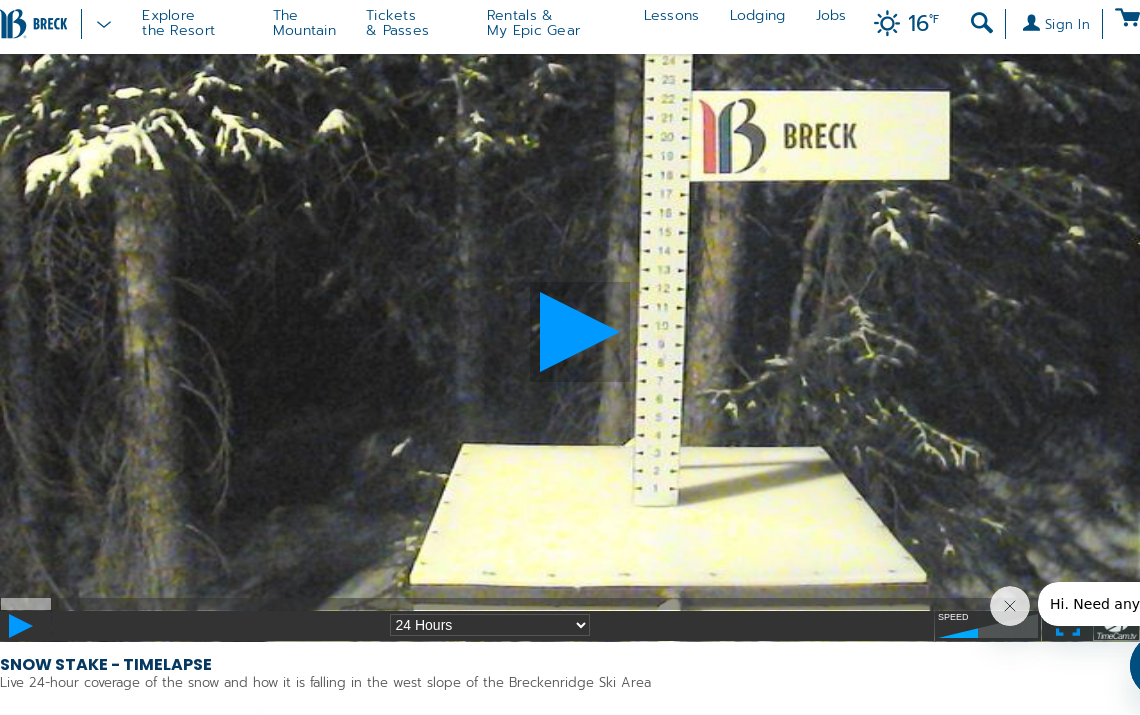 BRECK
Explore
the Resort
The
Mountain
Tickets
& Passes
Rentals &
My Epic Gear
Lessons
Lodging
Jobs
16°F
Sign In
24
23
22
21
20
19
18
17
16
15
14
13
12
11
10
9
8
7
6
5
4
3
2
1
BRECK
Hi. Need any
24 Hours
SPEED
TimeCam.tv
SNOW STAKE - TIMELAPSE
Live 24-hour coverage of the snow and how it is falling in the west slope of the Breckenridge Ski Area